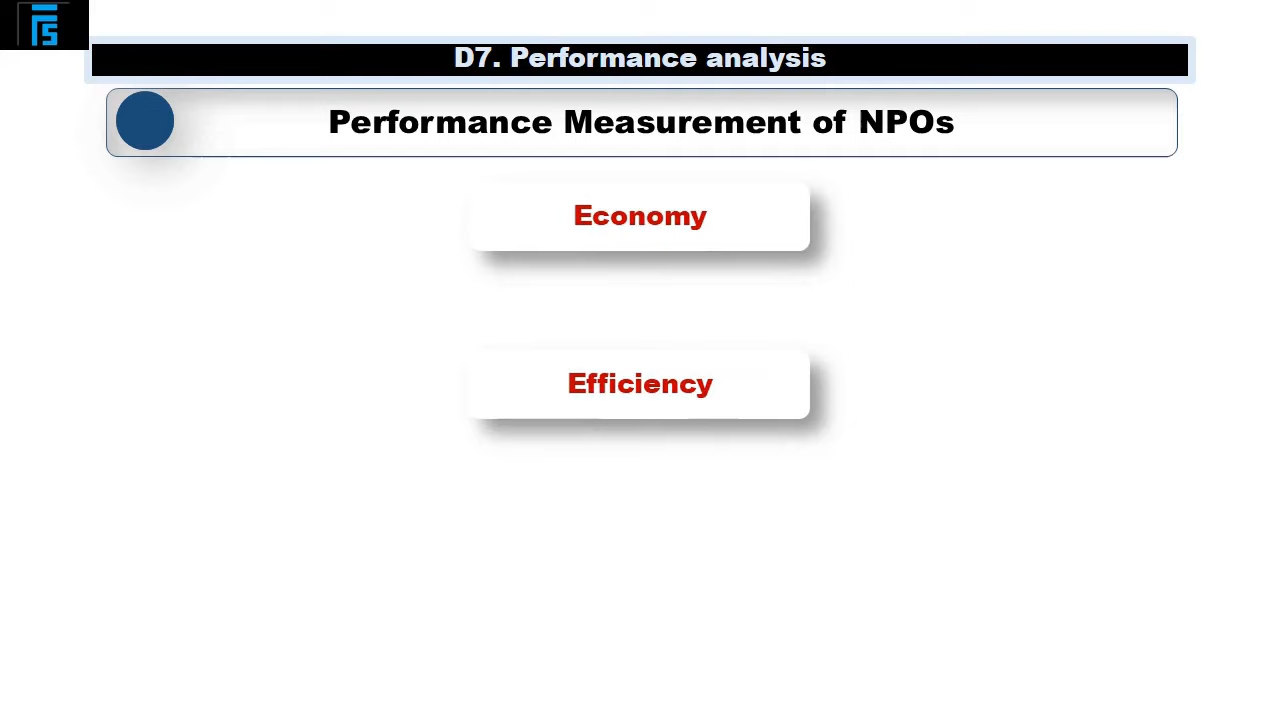 D7. Performance analysis
Performance Measurement of NPOs
Economy
Efficiency